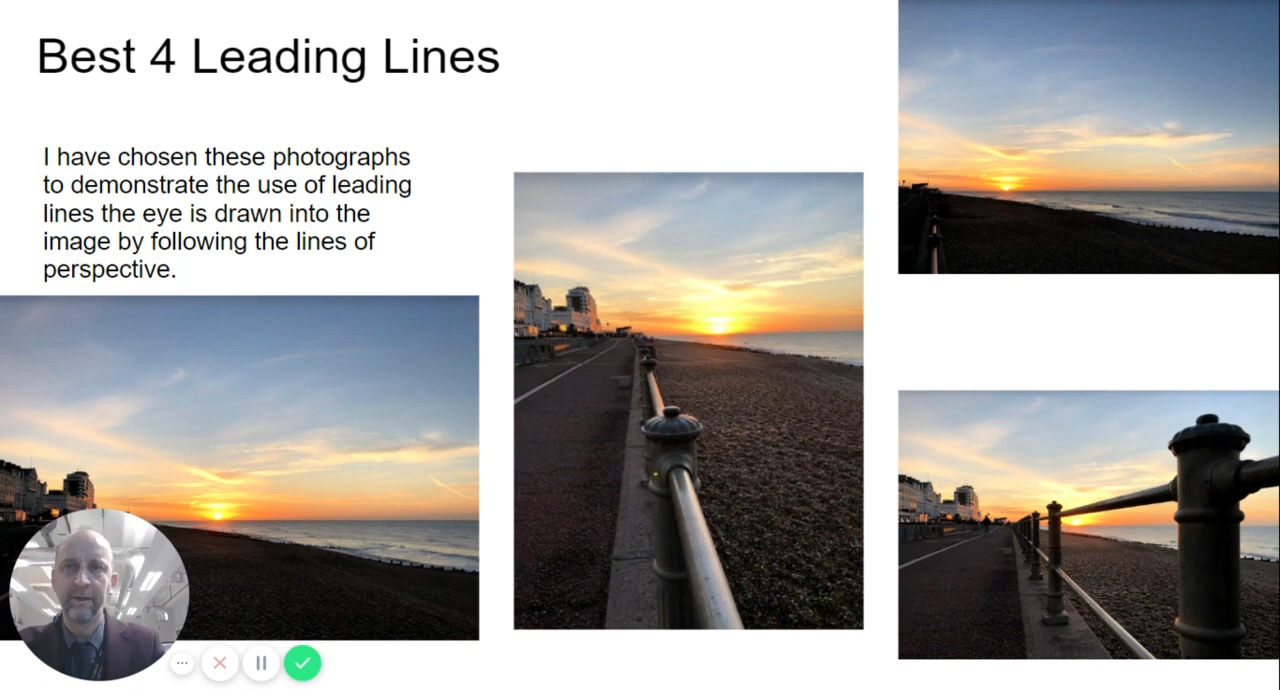 Best 4 Leading Lines
I have chosen these photographs
to demonstrate the use of leading
lines the eye is drawn into the
image by following the lines of
perspective.